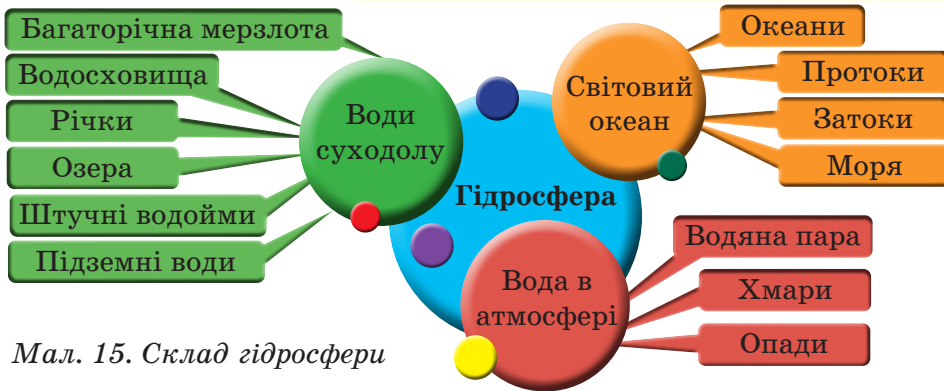 Багаторічна мерзлота
Водосховища
Річки
Озера
Штучні водойми
Підземні води
Води
суходолу
Гідросфера
Світовий
океан
Океани
Протоки
Затоки
Моря
Вода в
атмосфері
Водяна пара
Хмари
Опади
Мал. 15. Склад гідросфери